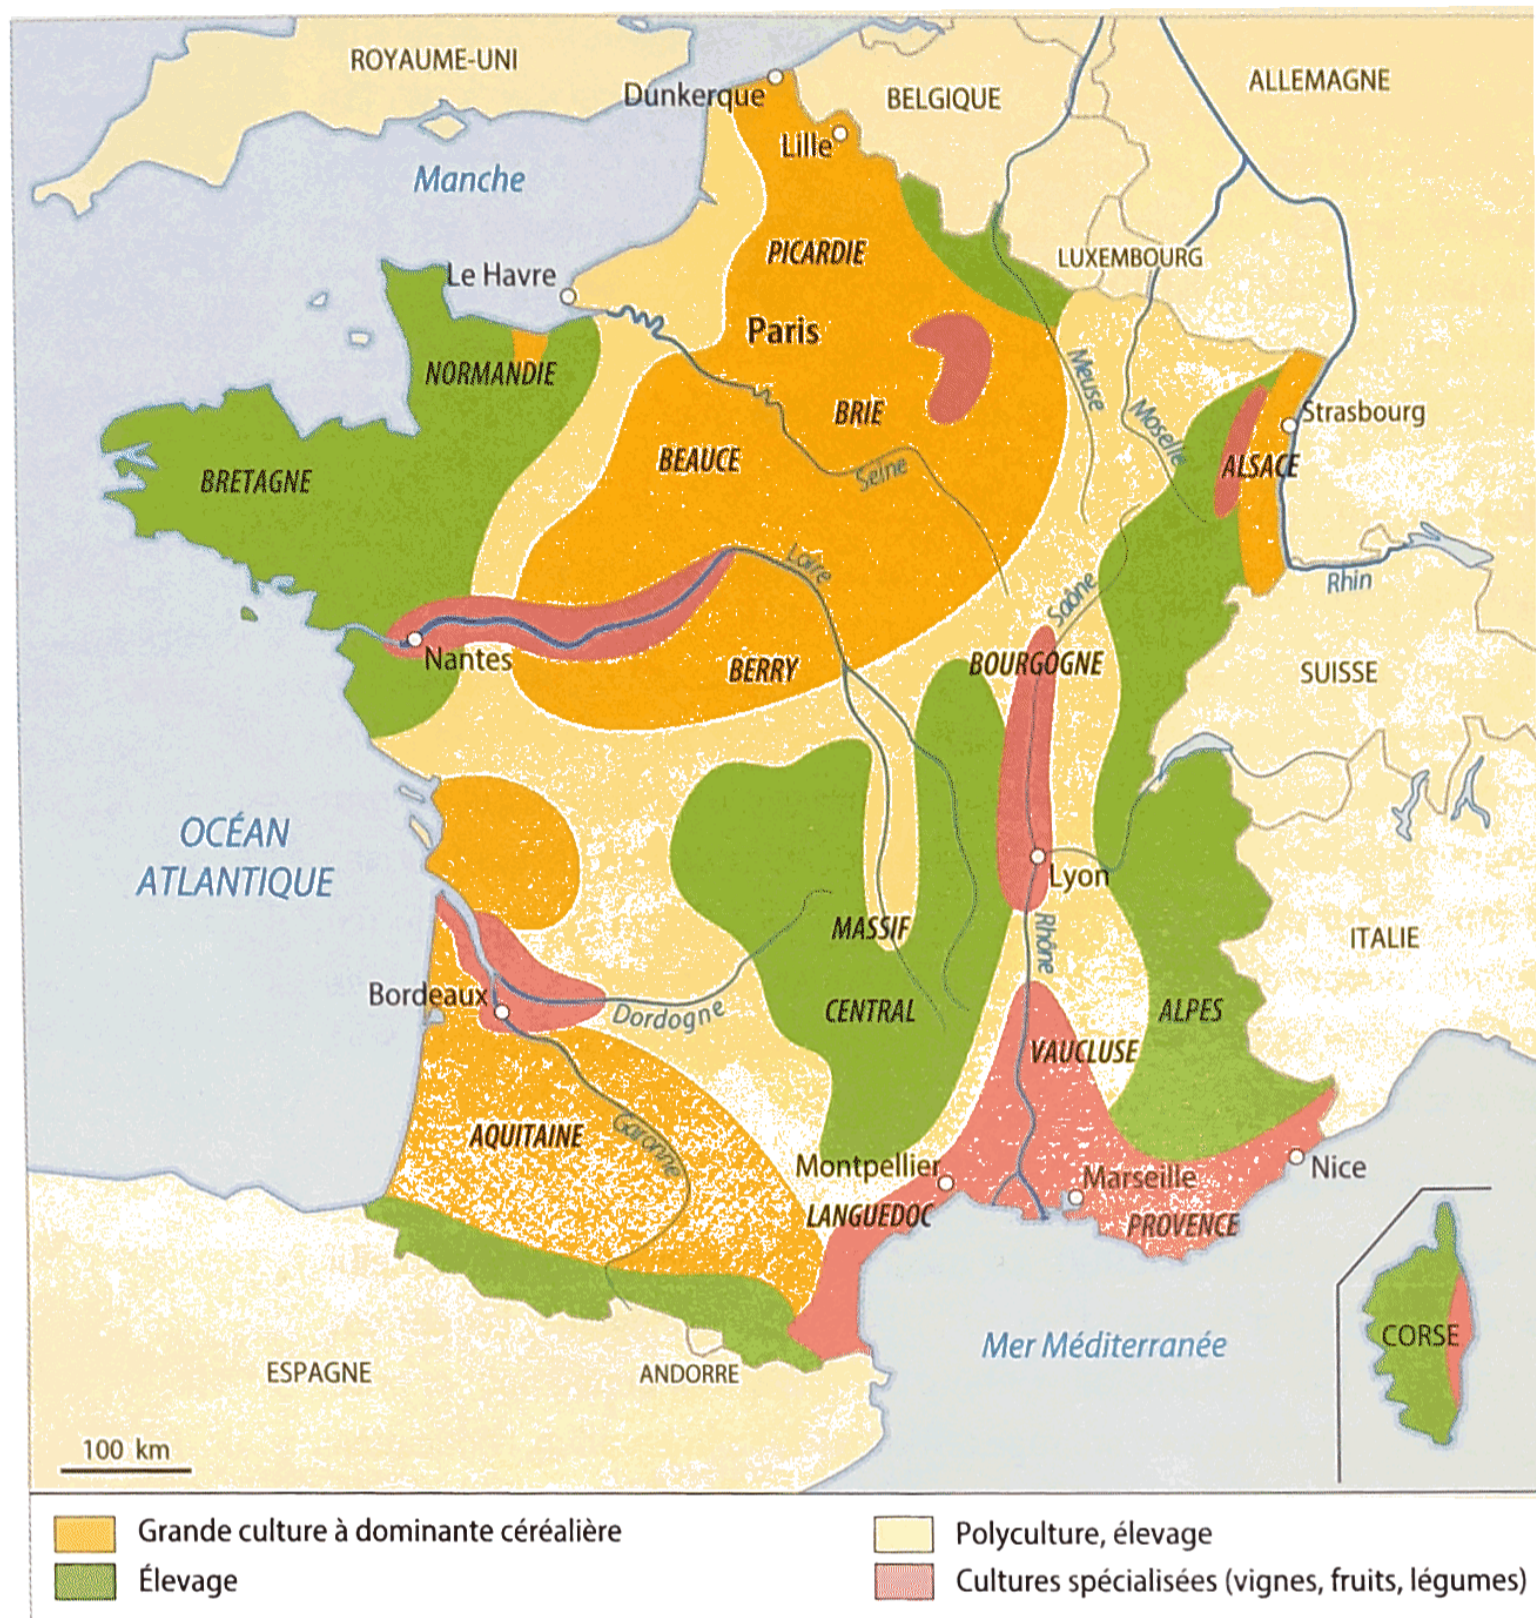 ROYAUME-UNI
ALLEMAGNE
Dunkerque
BELGIQUE
Lille
Manche
PICARDIE
LUXEMBOURG
Le Havre
Paris
NORMANDIE
Meuse
BRIE
Moselle
Strasbourg
BEAUCE
Seine
ALSACE
BRETAGNE
Loire
Rhin
Saône
Nantes
BERRY
BOURGOGNE
SUISSE
OCÉAN
ATLANTIQUE
Lyon
MASSIF
Rhône
ITALIE
Bordeaux
Dordogne
CENTRAL
ALPES
VAUCLUSE
AQUITAINE
Garonne
Montpellier
Marseille
Nice
LANGUEDOC
PROVENCE
CORSE
Mer Méditerranée
ESPAGNE
ANDORRE
100 km
Grande culture à dominante céréalière
Polyculture, élevage
Élevage
Cultures spécialisées (vignes, fruits, légumes)